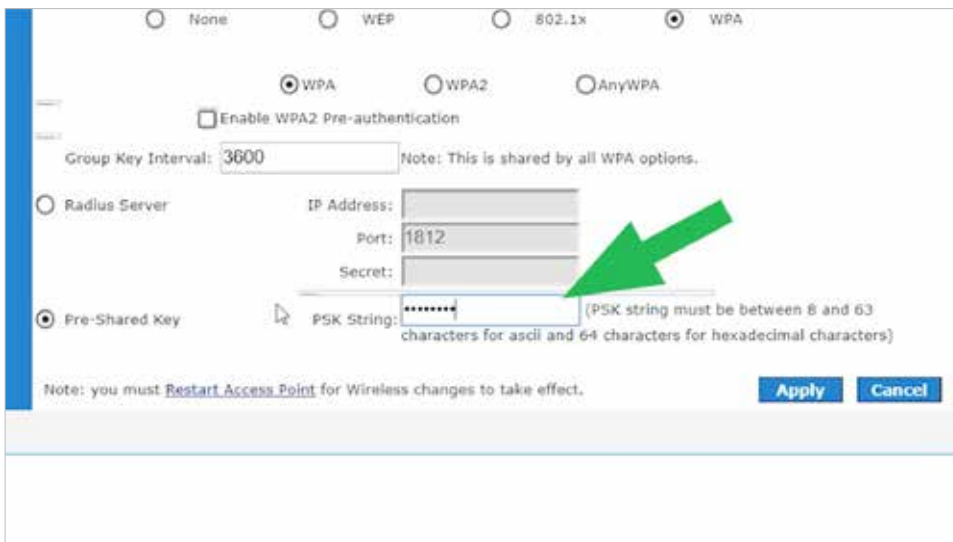 None WEP 802.1x WPA
WPA WPA2 AnyWPA
Enable WPA2 Pre-authentication
Group Key Interval: 3600 Note: This is shared by all WPA options.
Radius Server IP Address:
Port: 1812
Secret:
Pre-Shared Key PSK String: •••••••• (PSK string must be between 8 and 63
characters for ascii and 64 characters for hexadecimal characters)
Note: you must Restart Access Point for Wireless changes to take effect. Apply Cancel